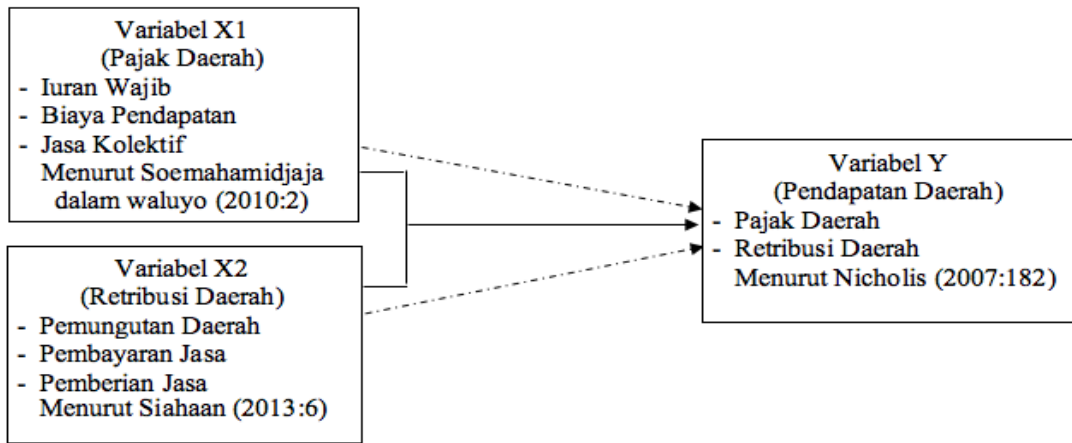 Variabel X1
(Pajak Daerah)
- Iuran Wajib
- Biaya Pendapatan
- Jasa Kolektif
Menurut Soemahamidjaja
dalam waluyo (2010:2)
Variabel X2
(Retribusi Daerah)
- Pemungutan Daerah
- Pembayaran Jasa
- Pemberian Jasa
Menurut Siahaan (2013:6)
Variabel Y
(Pendapatan Daerah)
- Pajak Daerah
- Retribusi Daerah
Menurut Nicholis (2007:182)